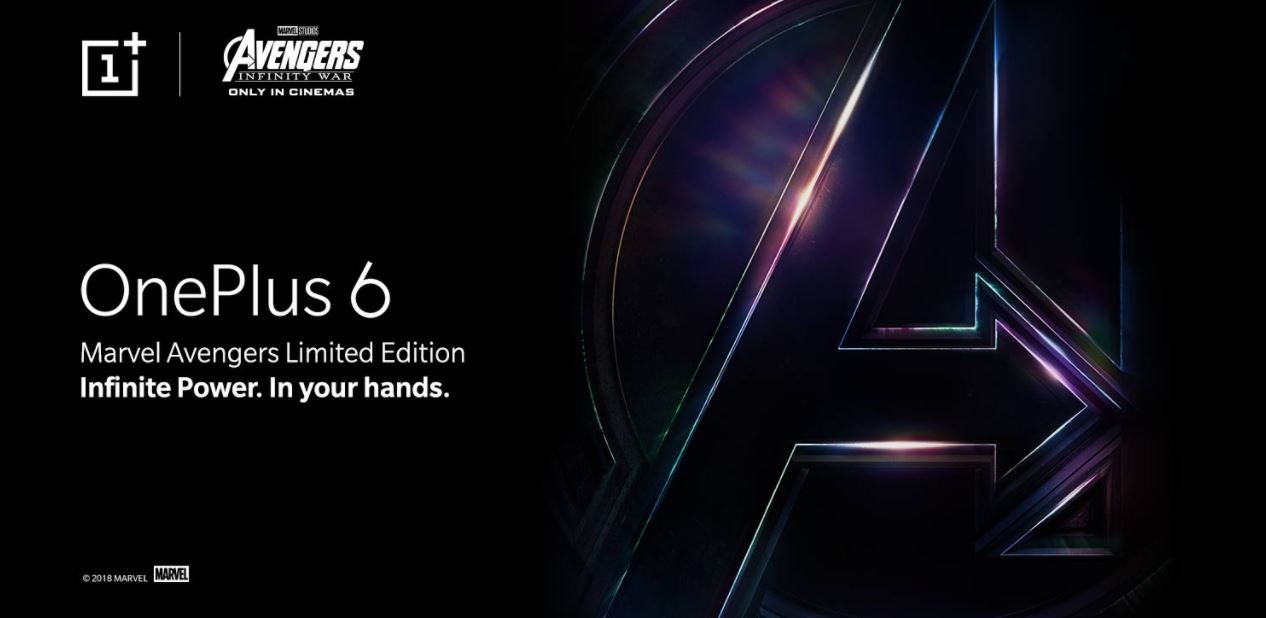 1+
MARVEL STUDIOS
AVENGERS
INFINITY WAR
ONLY IN CINEMAS
OnePlus 6
Marvel Avengers Limited Edition
Infinite Power. In your hands.
© 2018 MARVEL MARVEL